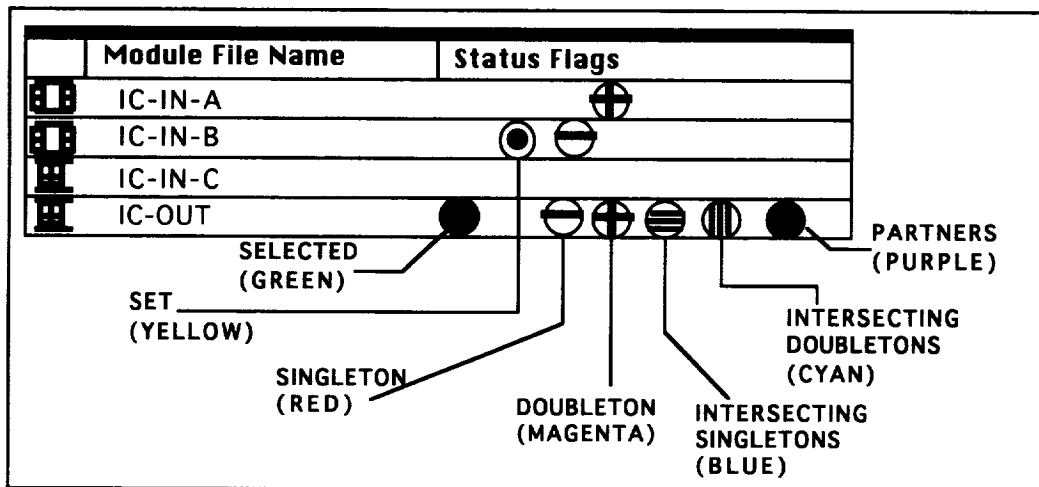 Module File Name
Status Flags
IC-IN-A
IC-IN-B
IC-IN-C
IC-OUT
SELECTED
(GREEN)
PARTNERS
(PURPLE)
SET
(YELLOW)
INTERSECTING
DOUBLETONS
(CYAN)
SINGLETON
(RED)
DOUBLETON
(MAGENTA)
INTERSECTING
SINGLETONS
(BLUE)